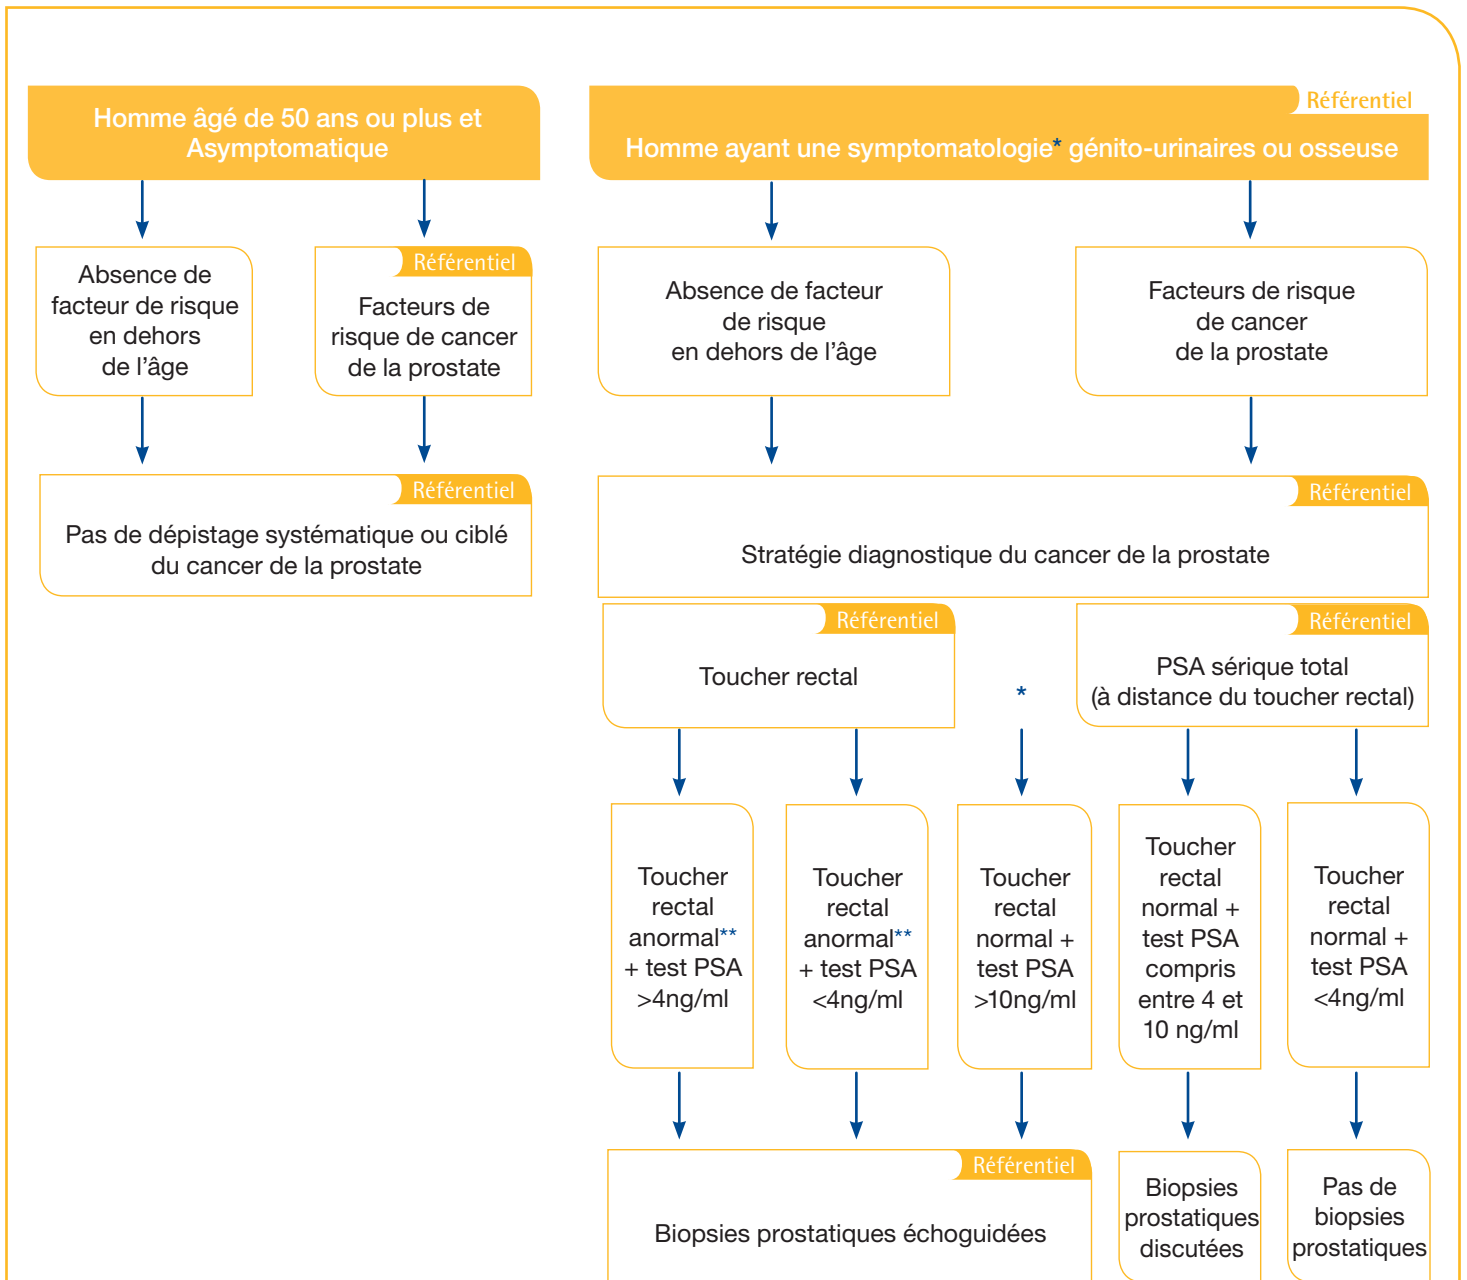 Homme âgé de 50 ans ou plus et
Asymptomatique
Référentiel
Homme ayant une symptomatologie* génito-urinaires ou osseuse
Absence de
facteur de risque
en dehors
de l'âge
Référentiel
Facteurs de
risque de cancer
de la prostate
Absence de facteur
de risque
en dehors de l'âge
Facteurs de risque
de cancer
de la prostate
Référentiel
Pas de dépistage systématique ou ciblé
du cancer de la prostate
Référentiel
Stratégie diagnostique du cancer de la prostate
Référentiel
Toucher rectal
*
Référentiel
PSA sérique total
(à distance du toucher rectal)
Toucher
rectal
anormal**
+ test PSA
>4ng/ml
Toucher
rectal
anormal**
+ test PSA
<4ng/ml
Toucher
rectal
normal +
test PSA
>10ng/ml
Toucher
rectal
normal +
test PSA
compris
entre 4 et
10 ng/ml
Toucher
rectal
normal +
test PSA
<4ng/ml
Référentiel
Biopsies prostatiques échoguidées
Biopsies
prostatiques
discutées
Pas de
biopsies
prostatiques